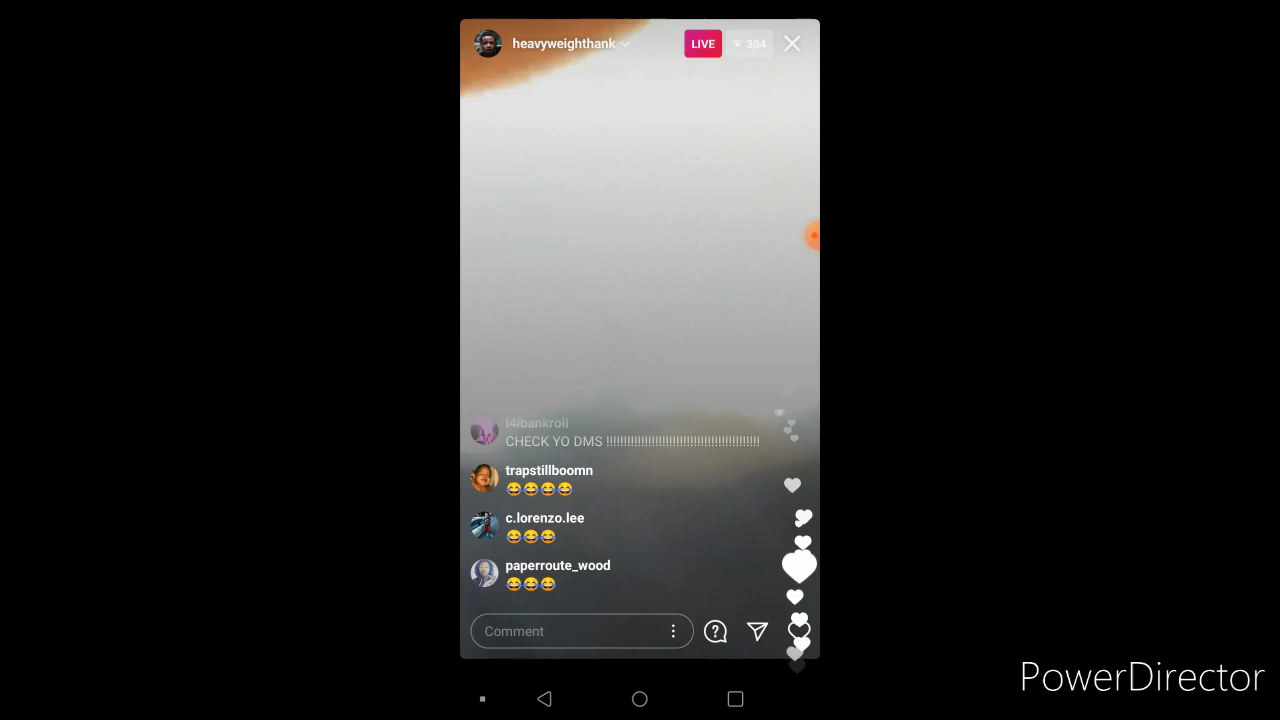 heavyweighthank
LIVE
304
l4lbankroll
CHECK YO DMS !!!!!!!!!!!!!!!!!!!!!!!!!!!!!!!!!!!!!!!!!!!!
trapstillboomn
😂😂😂😂
c.lorenzo.lee
😂😂😂
paperroute_wood
😂😂😂
Comment
PowerDirector